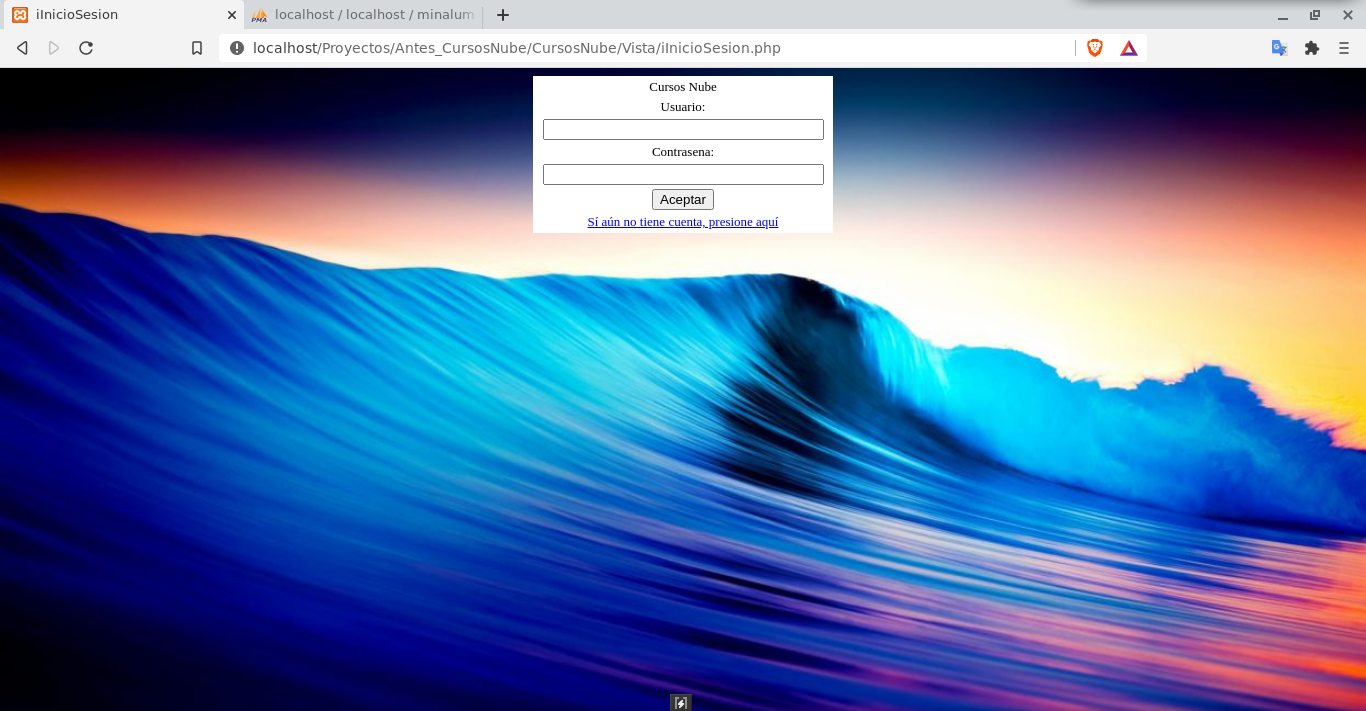 iInicioSesion
localhost / localhost / minalum
localhost/Proyectos/Antes_CursosNube/CursosNube/Vista/iInicioSesion.php
Cursos Nube
Usuario:
Contrasena:
Aceptar
Sí aún no tiene cuenta, presione aquí